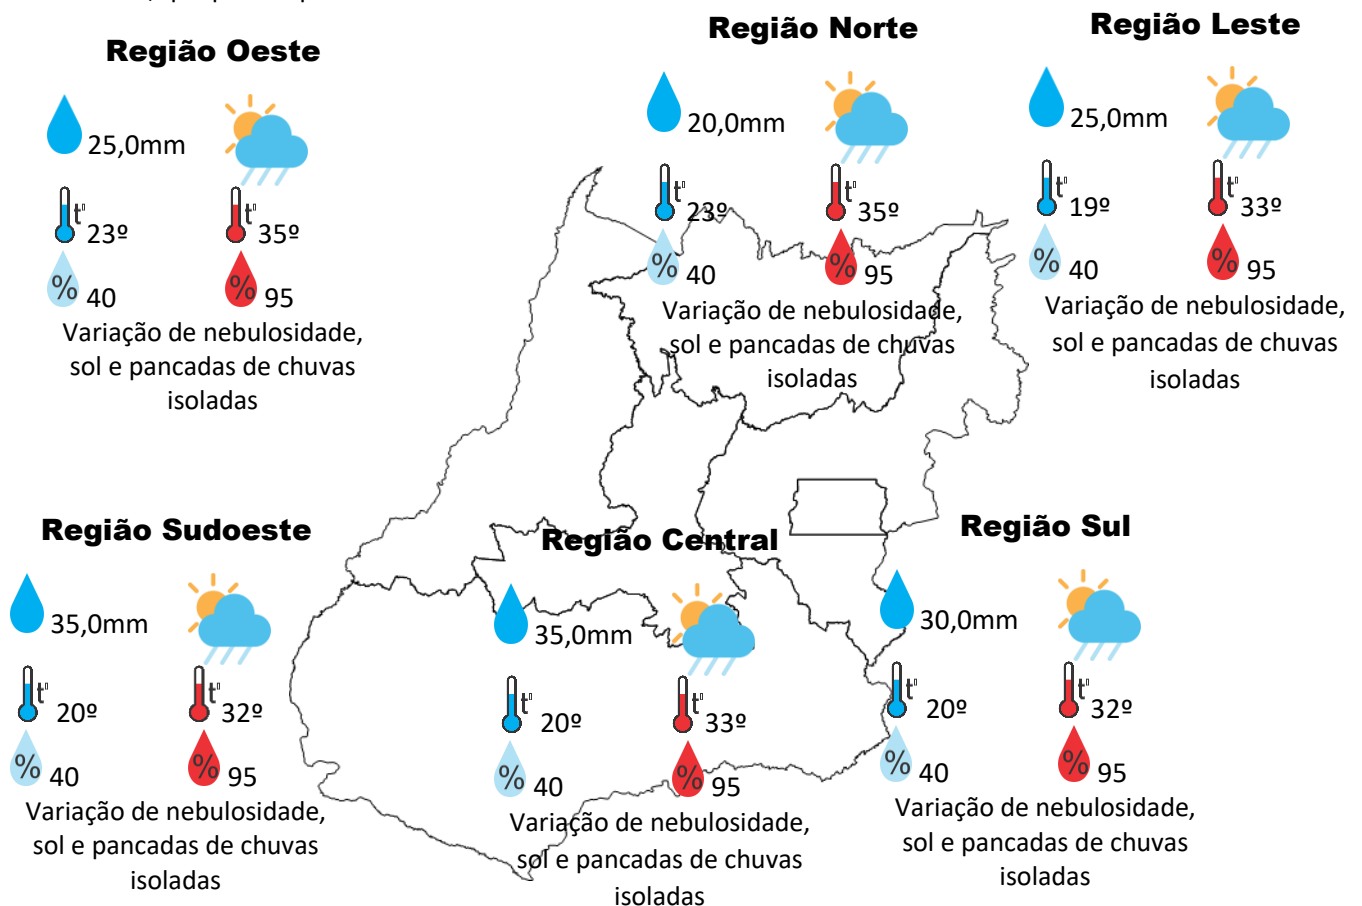 Região Oeste
25,0mm
t°
23º
35º
% 40
% 95
Variação de nebulosidade,
sol e pancadas de chuvas
isoladas
Região Norte
20,0mm
t°
t°
23º
35º
% 40
% 95
Variação de nebulosidade,
sol e pancadas de chuvas
isoladas
Região Leste
25,0mm
t°
t°
19º
33º
% 40
% 95
Variação de nebulosidade,
sol e pancadas de chuvas
isoladas
Região Sudoeste
35,0mm
t°
t°
20º
32º
% 40
% 95
Variação de nebulosidade,
sol e pancadas de chuvas
isoladas
Região Central
35,0mm
t°
t°
20º
33º
% 40
% 95
Variação de nebulosidade,
sol e pancadas de chuvas
isoladas
Região Sul
30,0mm
t°
t°
20º
32º
% 40
% 95
Variação de nebulosidade,
sol e pancadas de chuvas
isoladas